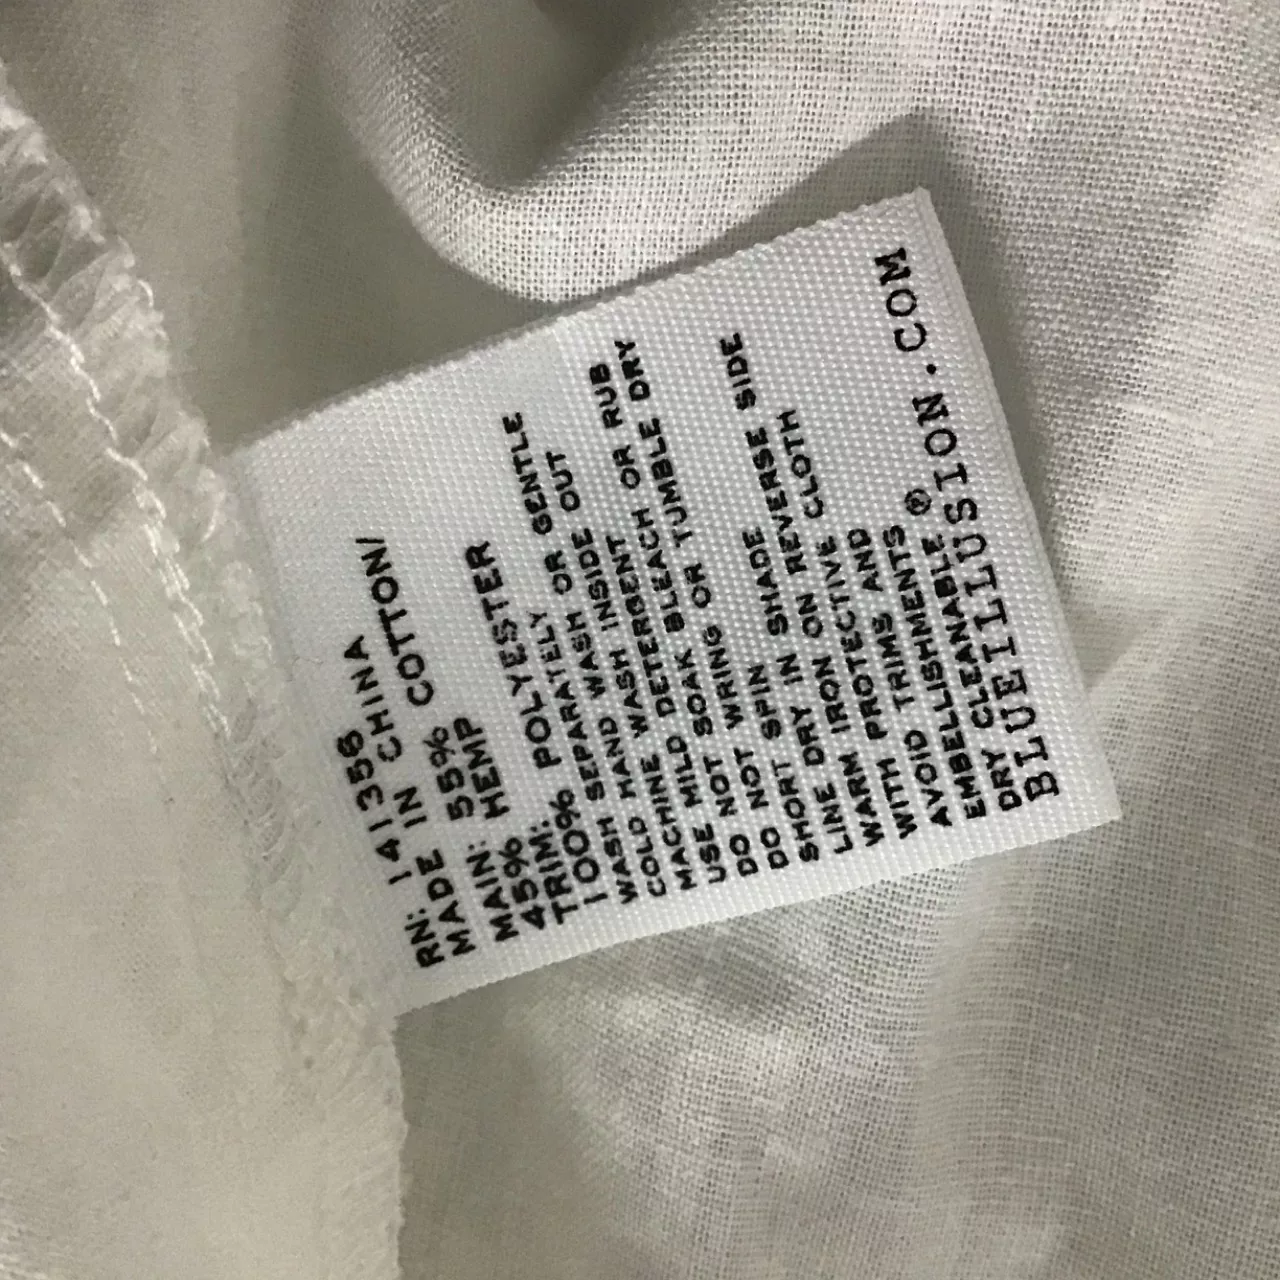 RN: 141356
MADE IN CHINA
MAIN: 55% COTTON/
45% HEMP
TRIM:
100% POLYESTER
WASH SEPARATELY
COLD HAND WASH OR GENTLE
MACHINE WASH INSIDE OUT
USE MILD DETERGENT
DO NOT SOAK BLEACH OR RUB
DO NOT WRING OR TUMBLE DRY
SHORT SPIN
LINE DRY IN SHADE
WARM IRON ON REVERSE SIDE
WITH PROTECTIVE CLOTH
AVOID TRIMS AND
EMBELLISHMENTS
DRY CLEANNABLE
BLUEILLUSION®.COM